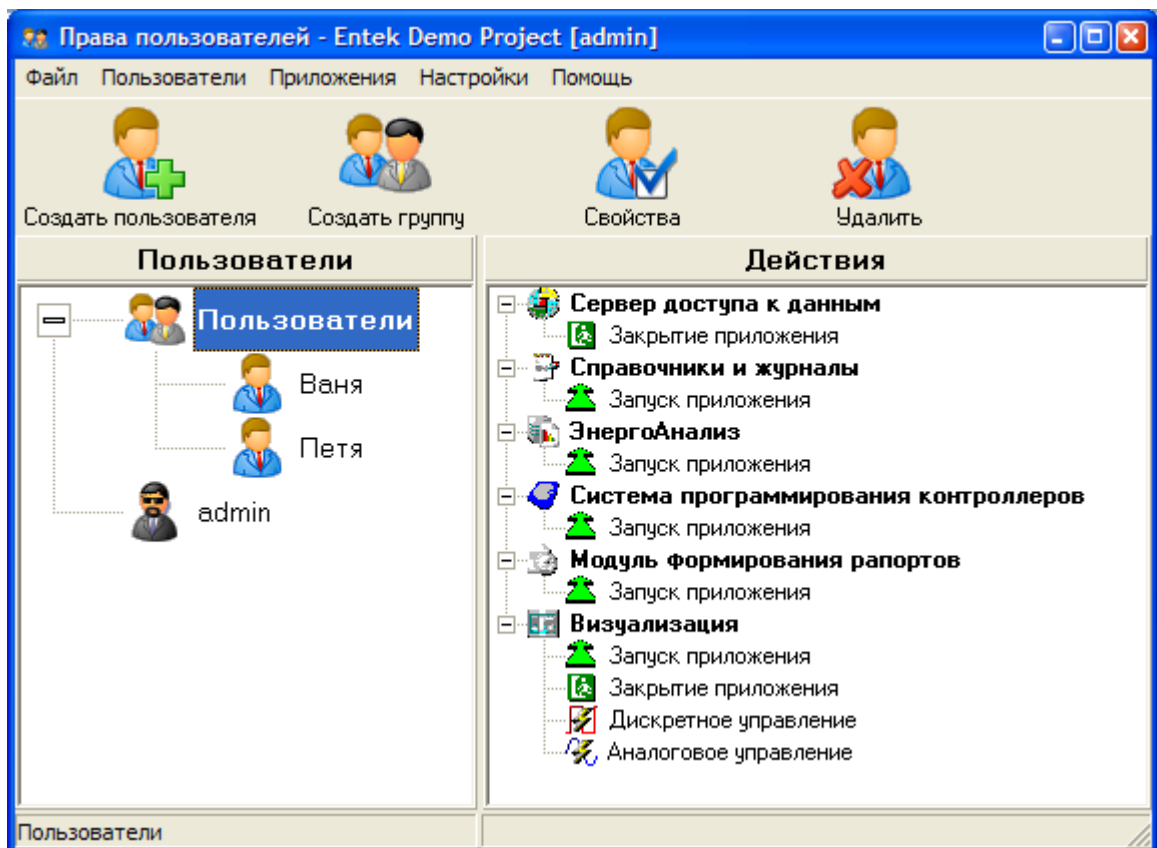 Права пользователей - Entek Demo Project [admin]
Файл Пользователи Приложения Настройки Помощь
Создать пользователя Создать группу Свойства Удалить
Пользователи
Действия
Пользователи
Ваня
Петя
admin
Сервер доступа к данным
Закрытие приложения
Справочники и журналы
Запуск приложения
ЭнергоАнализ
Запуск приложения
Система программирования контроллеров
Запуск приложения
Модуль формирования рапортов
Запуск приложения
Визуализация
Запуск приложения
Закрытие приложения
Дискретное управление
Аналоговое управление
Пользователи